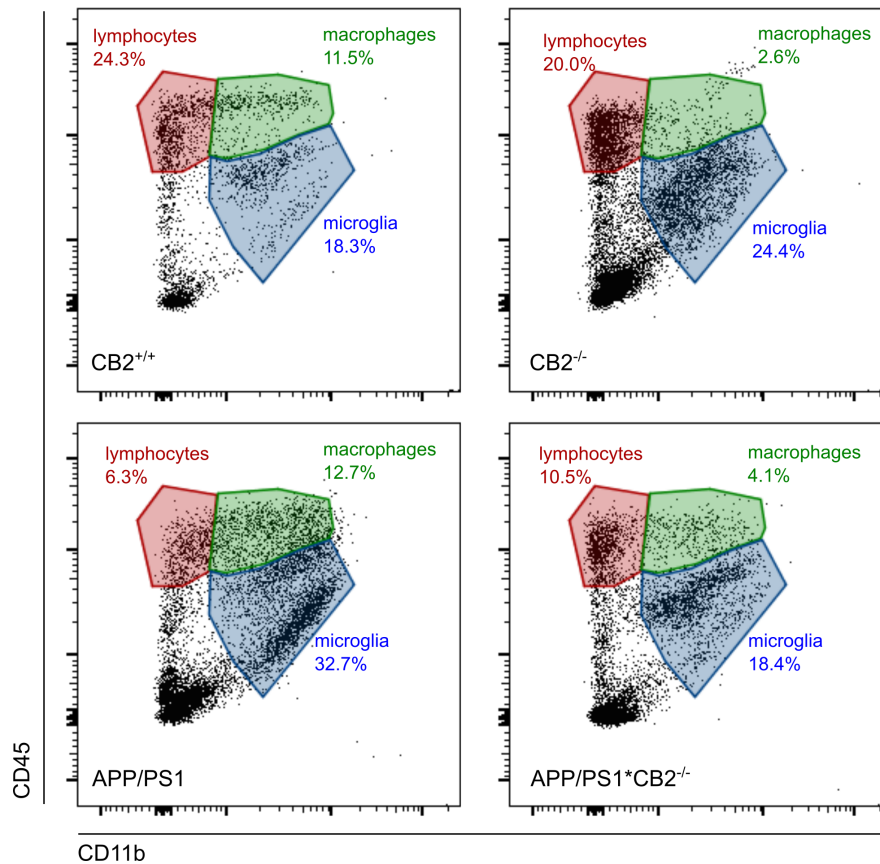 lymphocytes
24.3%
macrophages
11.5%
microglia
18.3%
CB2+/+
lymphocytes
20.0%
macrophages
2.6%
microglia
24.4%
CB2-/-
lymphocytes
6.3%
macrophages
12.7%
microglia
32.7%
APP/PS1
lymphocytes
10.5%
macrophages
4.1%
microglia
18.4%
APP/PS1*CB2-/-
CD45
CD11b